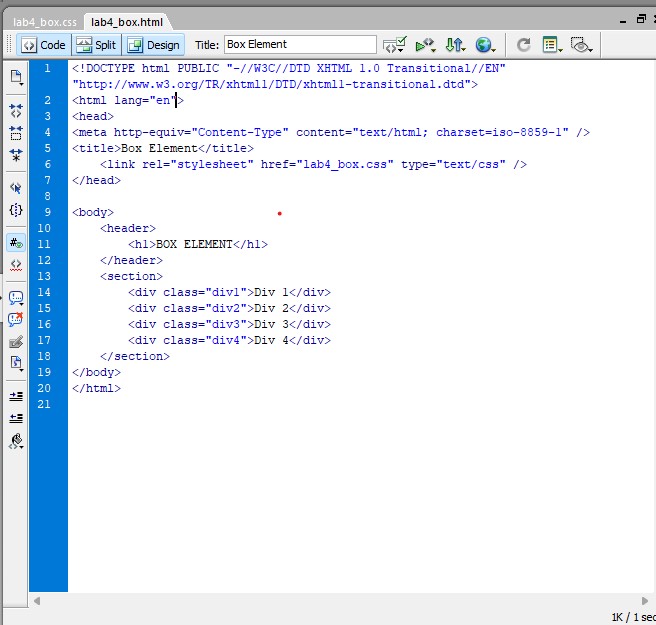 lab4_box.css lab4_box.html
Code Split Design Title: Box Element
1 <!DOCTYPE html PUBLIC "-//W3C//DTD XHTML 1.0 Transitional//EN"
"http://www.w3.org/TR/xhtml1/DTD/xhtml1-transitional.dtd">
2 <html lang="en">
3 <head>
4 <meta http-equiv="Content-Type" content="text/html; charset=iso-8859-1" />
5 <title>Box Element</title>
6 <link rel="stylesheet" href="lab4_box.css" type="text/css" />
7 </head>
8
9 <body>
10 <header>
11 <h1>BOX ELEMENT</h1>
12 </header>
13 <section>
14 <div class="div1">Div 1</div>
15 <div class="div2">Div 2</div>
16 <div class="div3">Div 3</div>
17 <div class="div4">Div 4</div>
18 </section>
19 </body>
20 </html>
21
1K / 1 sec